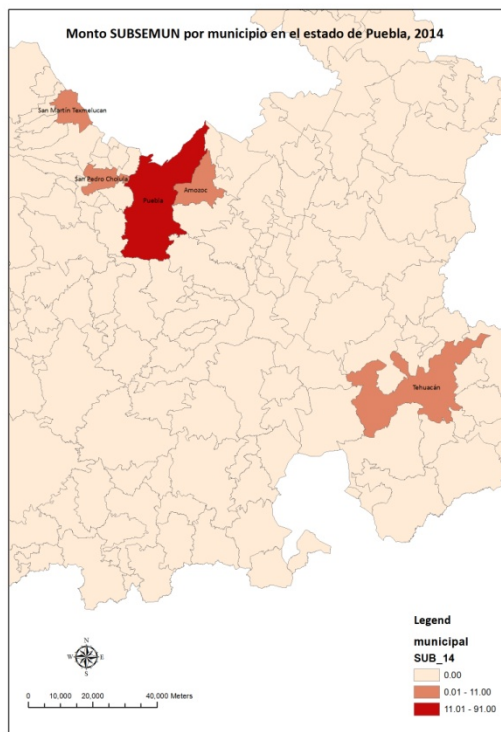 Monto SUBSEMUN por municipio en el estado de Puebla, 2014
San Martín Texmelucan
San Pedro Cholula
Puebla
Amozoc
Tehuacán
Legend
municipal
SUB_14
0.00
0.01 - 11.00
11.01 - 91.00
N
W
E
S
0 10,000 20,000 40,000 Meters